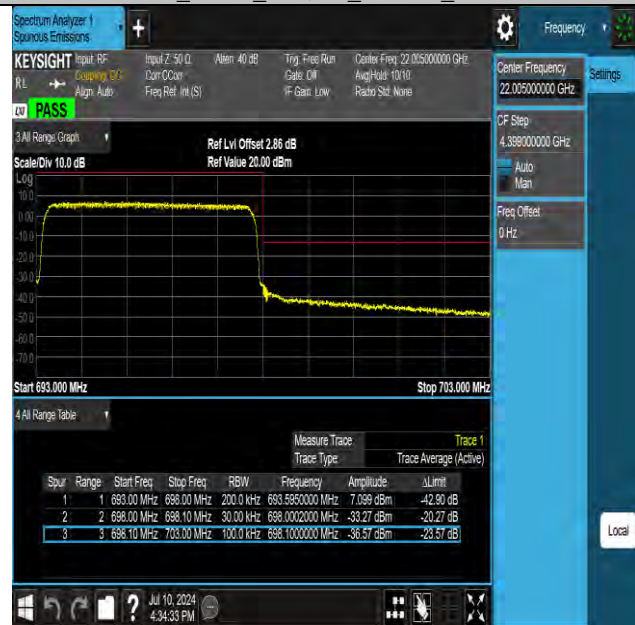 Spectrum Analyzer 1
Spurious Emissions
+
Frequency
KEYSIGHT Input: RF Input Z: 50 Ω Atten: 40 dB Trig: Free Run Center Freq: 22.005000000 GHz
RL Coupling: DC Corr CCorr Gate: Off Avg|Hold: 10/10
Align: Auto Freq Ref: Int (S) IF Gain: Low Radio Std: None
PASS
Center Frequency
22.005000000 GHz
Settings
CF Step
4.399000000 GHz
Auto
Man
Freq Offset
0 Hz
3 All Range Graph
Ref Lvl Offset 2.86 dB
Scale/Div 10.0 dB Ref Value 20.00 dBm
Log
10.0
0.00
-10.0
-20.0
-30.0
-40.0
-50.0
-60.0
-70.0
Start 693.000 MHz Stop 703.000 MHz
4 All Range Table
Measure Trace Trace 1
Trace Type Trace Average (Active)
Spur Range Start Freq Stop Freq RBW Frequency Amplitude ΔLimit
1 1 693.00 MHz 698.00 MHz 200.0 kHz 693.5950000 MHz 7.099 dBm -42.90 dB
2 2 698.00 MHz 698.10 MHz 30.00 kHz 698.0002000 MHz -33.27 dBm -20.27 dB
3 3 698.10 MHz 703.00 MHz 100.0 kHz 698.1000000 MHz -36.57 dBm -23.57 dB
Local
? Jul 10, 2024
4:34:33 PM